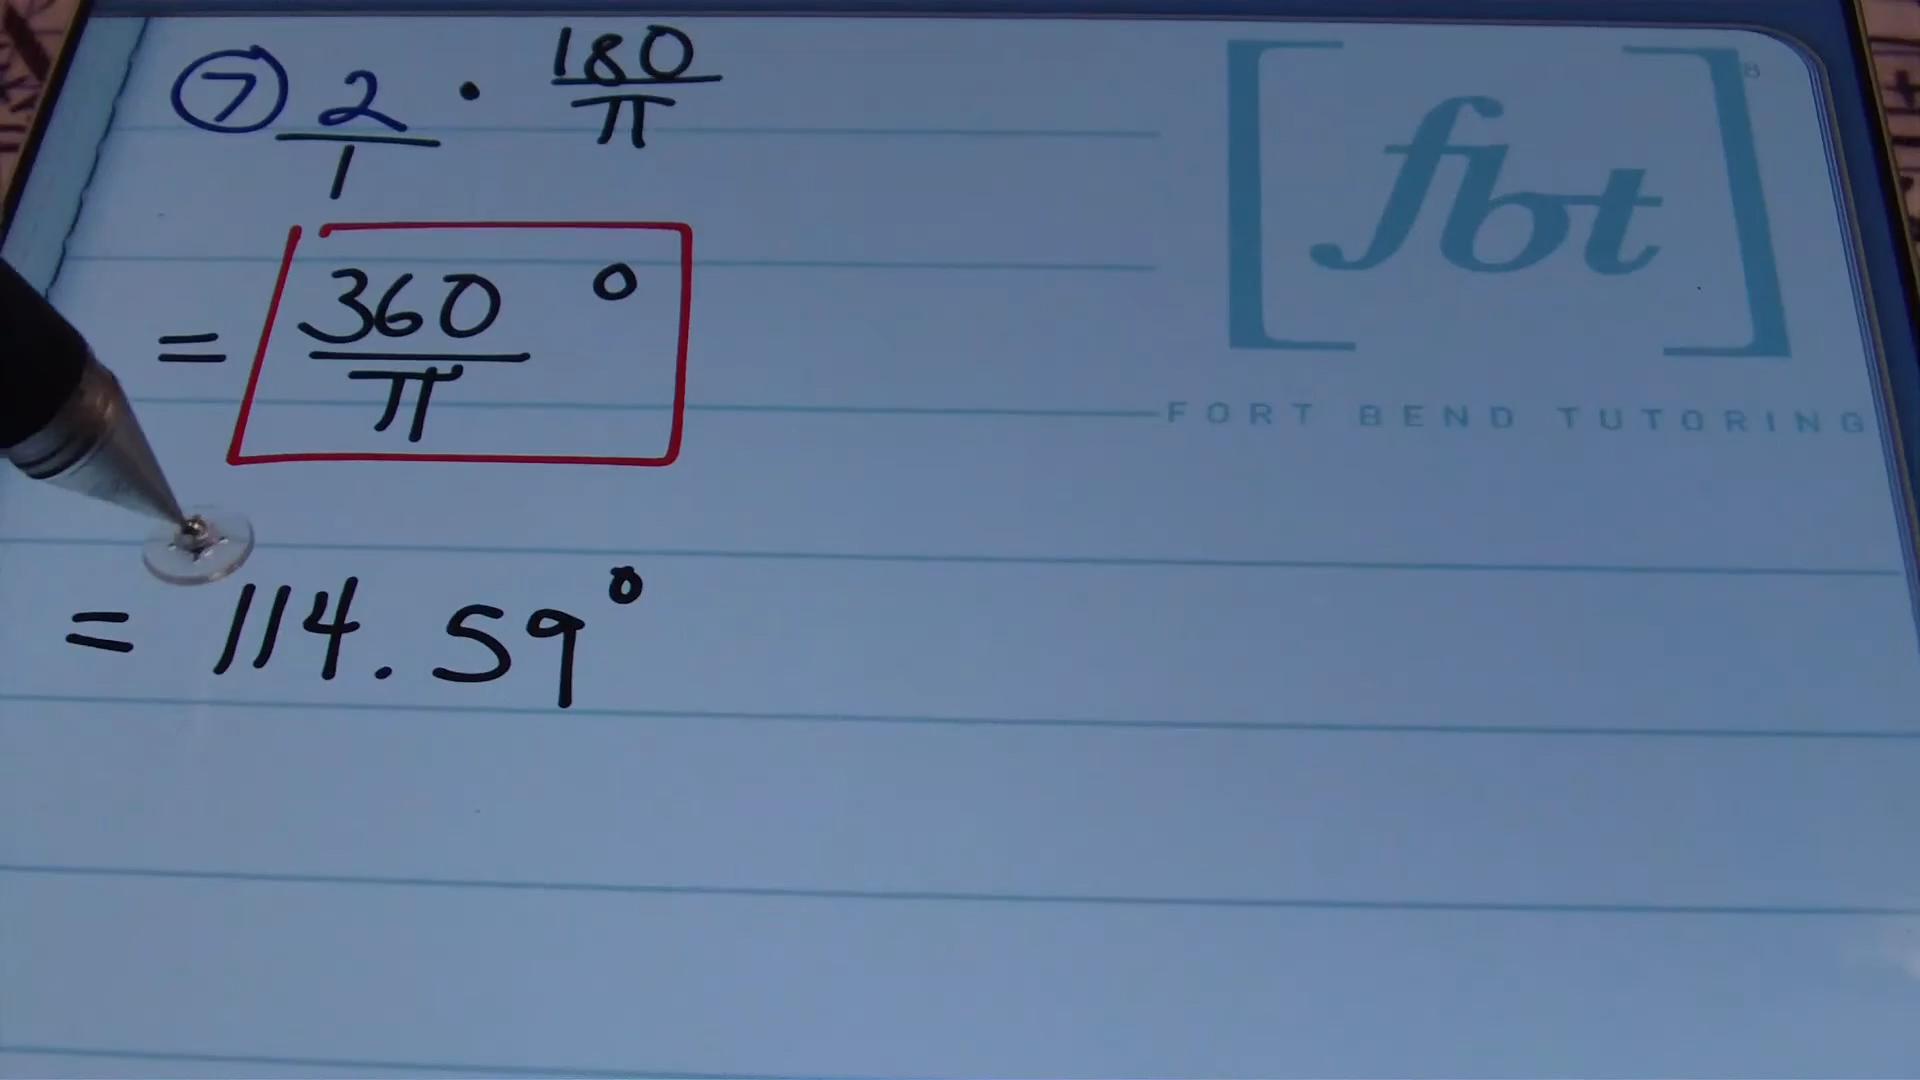 ⑦ 2/1 · 180/π
= 360/π °
= 114.59°
fbt
FORT BEND TUTORING